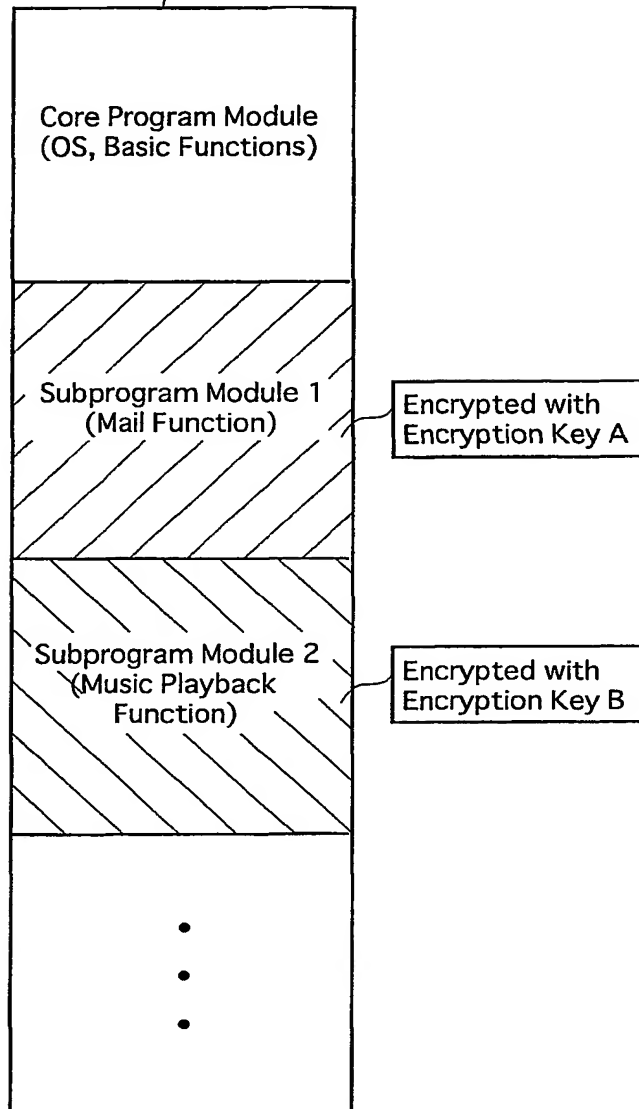 Core Program Module
(OS, Basic Functions)
Subprogram Module 1
(Mail Function)
Encrypted with
Encryption Key A
Subprogram Module 2
(Music Playback
Function)
Encrypted with
Encryption Key B